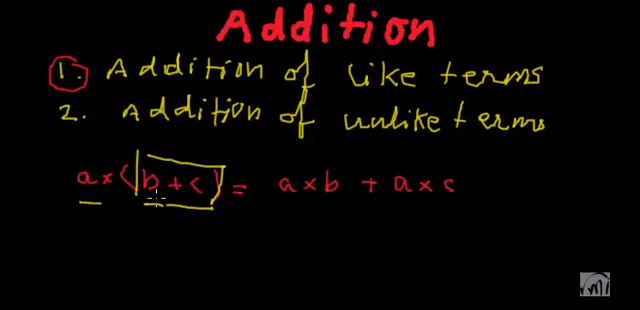 Addition
1. Addition of like terms
2. Addition of unlike terms
a × (b + c) = a × b + a × c